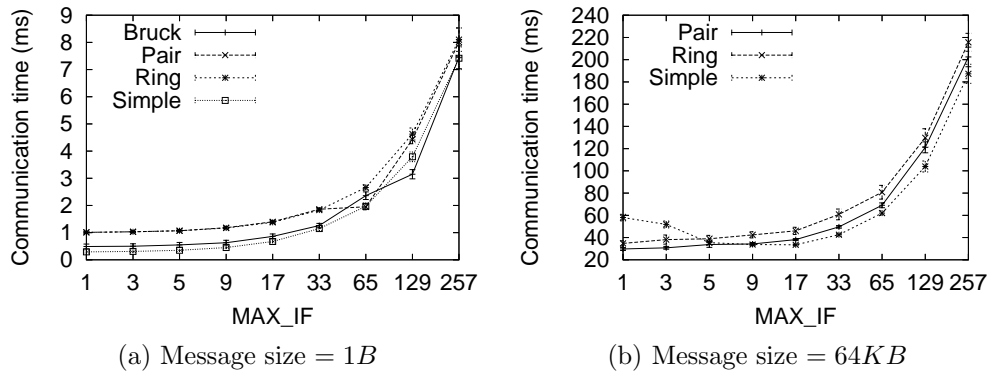 Communication time (ms)
9
8
7
6
5
4
3
2
1
0
Bruck
Pair
Ring
Simple
1 3 5 9 17 33 65 129 257
MAX_IF
(a) Message size = 1B
Communication time (ms)
240
220
200
180
160
140
120
100
80
60
40
20
Pair
Ring
Simple
1 3 5 9 17 33 65 129 257
MAX_IF
(b) Message size = 64KB